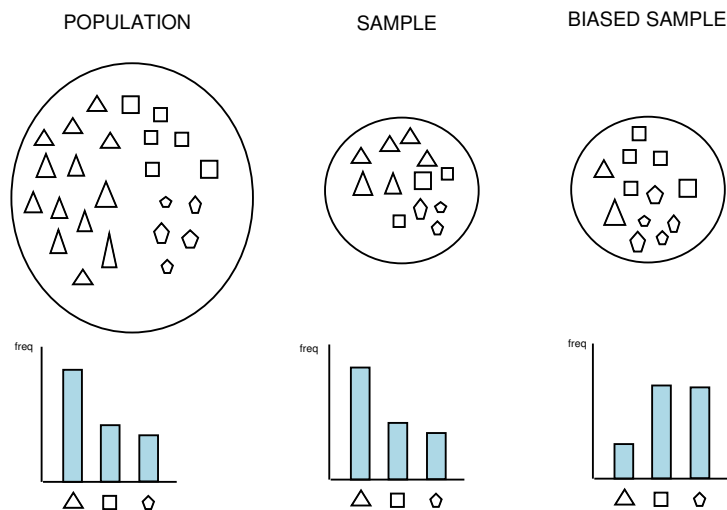 POPULATION
SAMPLE
BIASED SAMPLE
freq
freq
freq